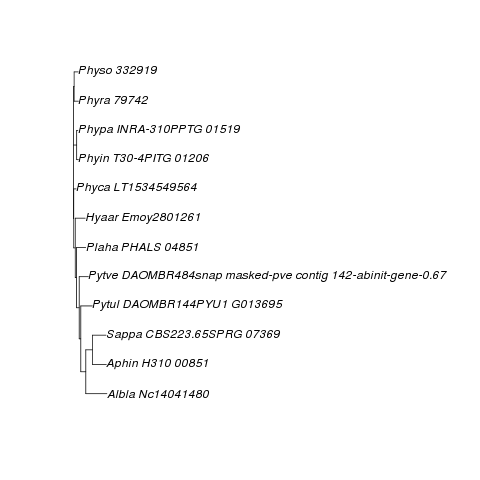 Physo 332919
Phyra 79742
Phypa INRA-310PPTG 01519
Phyin T30-4PITG 01206
Phyca LT1534549564
Hyaar Emoy2801261
Plaha PHALS 04851
Pytve DAOMBR484snap masked-pve contig 142-abinit-gene-0.67
Pytul DAOMBR144PYU1 G013695
Sappa CBS223.65SPRG 07369
Aphin H310 00851
Albla Nc14041480